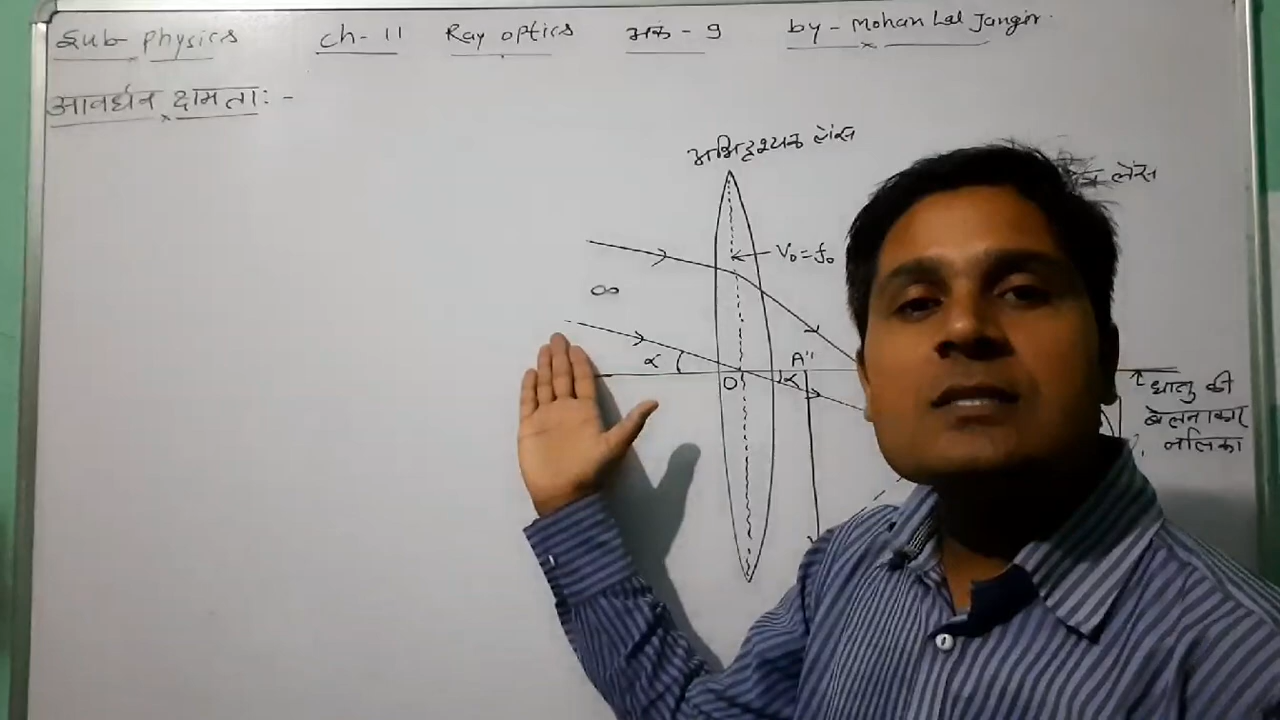 Sub Physics ch-11 Ray optics अंक-9 by-Mohan Lal Jangir
आवर्धन क्षामता:-
अभिदृश्यक लेंस
लेंस
V₀=f₀
∞
α
A"
O
α
धातु की
बेलनाकार
नलिका